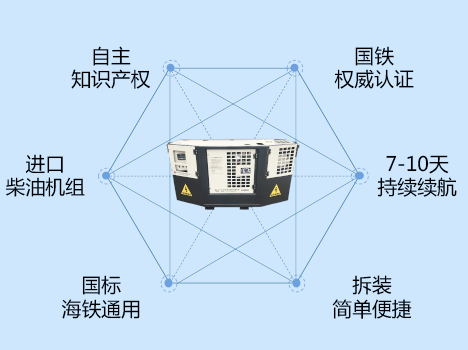 自主
知识产权
国铁
权威认证
进口
柴油机组
7-10天
持续续航
国标
海铁通用
拆装
简单便捷